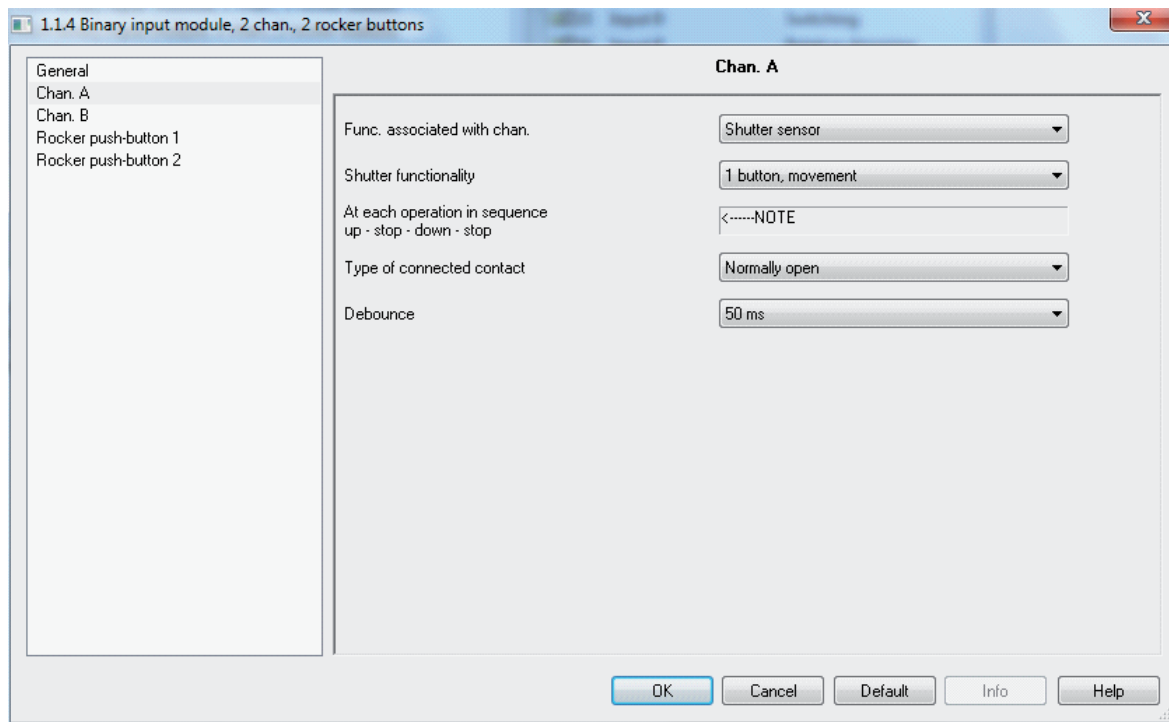 1.1.4 Binary input module, 2 chan., 2 rocker buttons
General
Chan. A
Chan. B
Rocker push-button 1
Rocker push-button 2
Chan. A
Func. associated with chan.
Shutter sensor
Shutter functionality
1 button, movement
At each operation in sequence
up - stop - down - stop
<------NOTE
Type of connected contact
Normally open
Debounce
50 ms
OK
Cancel
Default
Info
Help